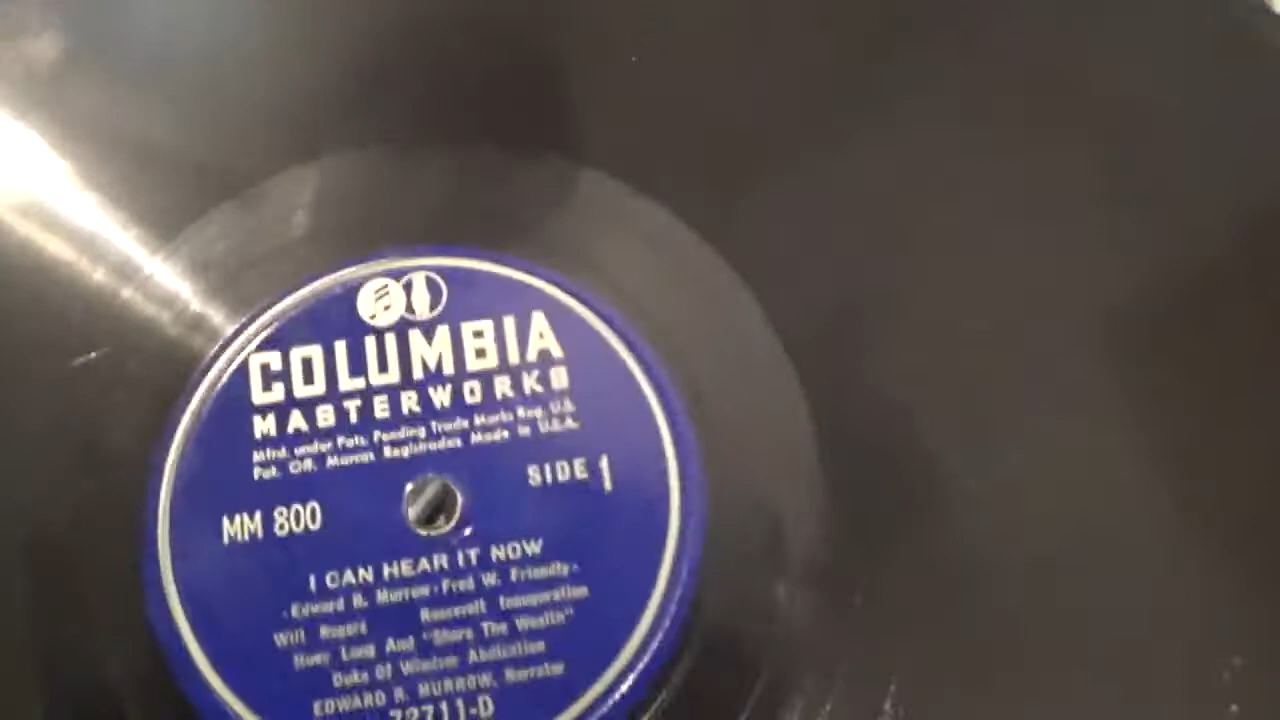 COLUMBIA
MASTERWORKS
Mfrd. under Pats. Pending Trade Marks Reg. U.S.
Pat. Off. Marcas Registradas Made in U.S.A.
SIDE 1
MM 800
I CAN HEAR IT NOW
· Edward R. Murrow · Fred W. Friendly ·
Will Rogers Roosevelt Inauguration
Huey Long And "Share The Wealth"
Duke Of Windsor Abdication
EDWARD R. MURROW, Narrator
72711-D